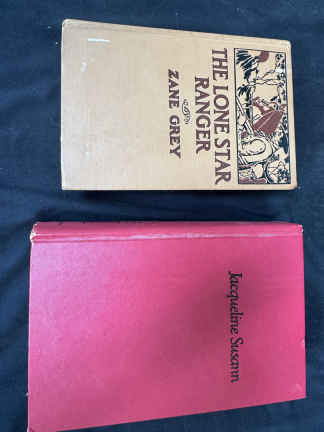 THE LONE STAR
RANGER
ZANE GREY
Jacqueline Susann